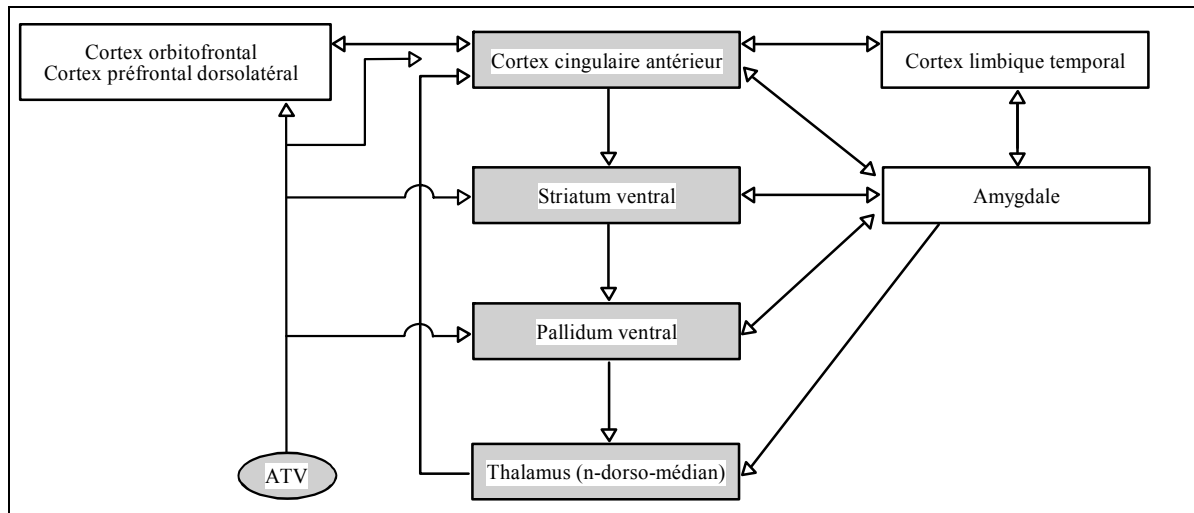 Cortex orbitofrontal
Cortex préfrontal dorsolatéral
Cortex cingulaire antérieur
Cortex limbique temporal
Striatum ventral
Amygdale
Pallidum ventral
ATV
Thalamus (n-dorso-médian)